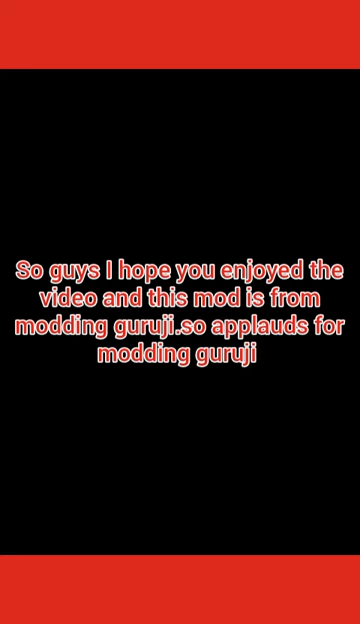 So guys I hope you enjoyed the
video and this mod is from
modding guruji.so applauds for
modding guruji